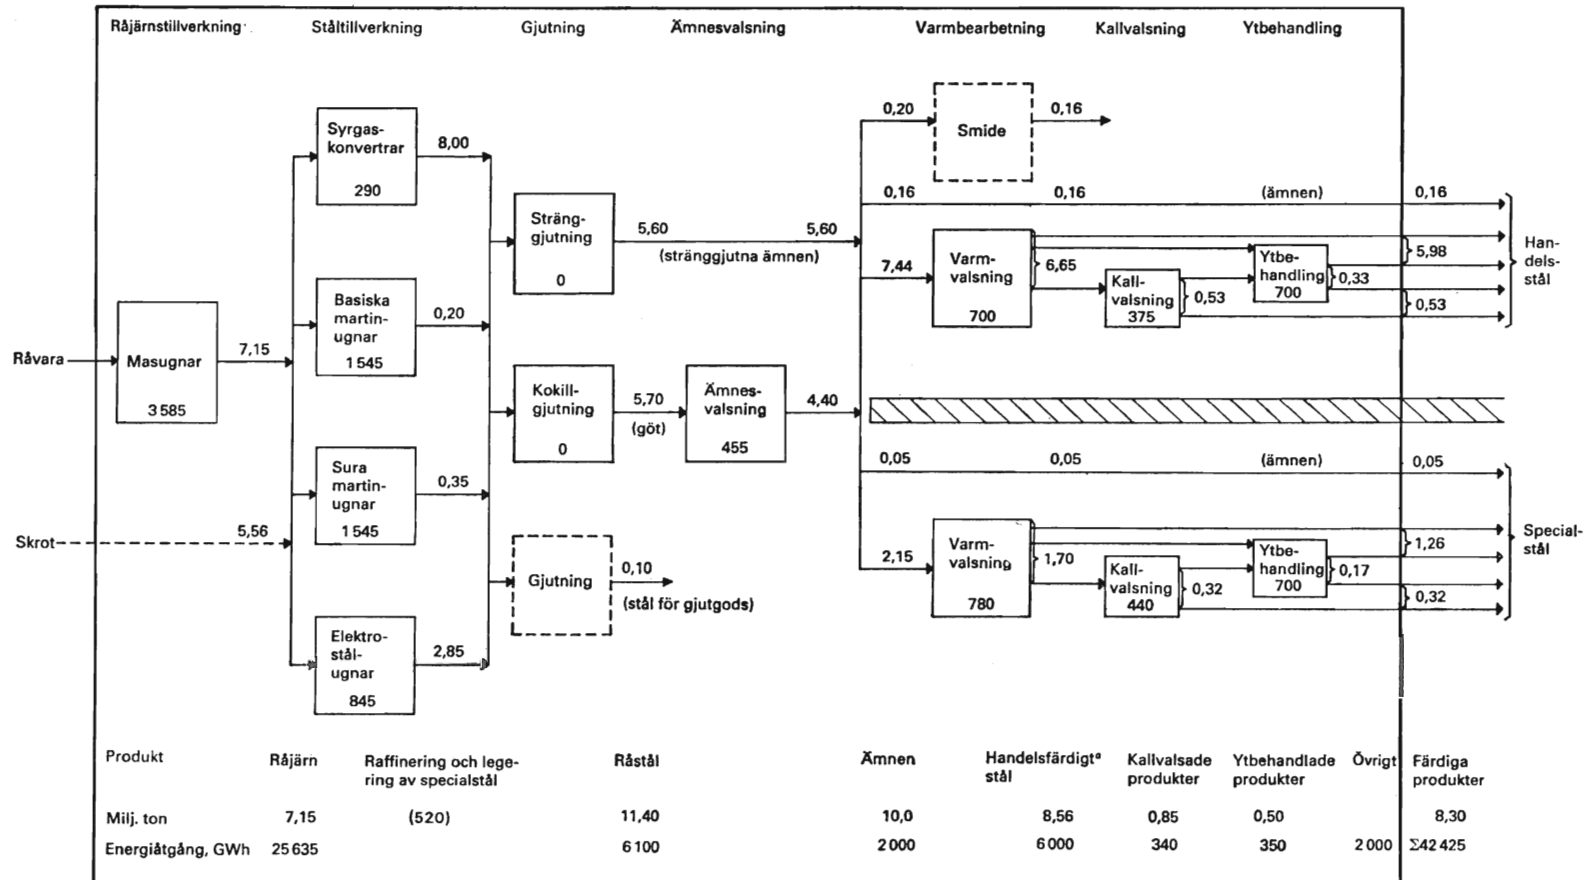 Råjärnstillverkning Ståltillverkning Gjutning Ämnesvalsning Varmbearbetning Kallvalsning Ytbehandling
Syrgas-
konvertrar
290
8,00
Basiska
martin-
ugnar
1 545
0,20
Råvara
Masugnar
3 585
7,15
Sura
martin-
ugnar
1 545
0,35
Skrot
5,56
Elektro-
stål-
ugnar
845
2,85
Sträng-
gjutning
0
5,60 5,60
(stränggjutna ämnen)
Kokill-
gjutning
0
5,70
(göt)
Ämnes-
valsning
455
4,40
Gjutning
0,10
(stål för gjutgods)
0,20
Smide
0,16
0,16 0,16 (ämnen) 0,16
7,44
Varm-
valsning
700
6,65
Kall-
valsning
375
0,53
Ytbe-
handling
700
0,33
5,98
0,53
Han-
dels-
stål
0,05 0,05 (ämnen) 0,05
2,15
Varm-
valsning
780
1,70
Kall-
valsning
440
0,32
Ytbe-
handling
700
0,17
1,26
0,32
Special-
stål
Produkt Råjärn Raffinering och lege-
ring av specialstål
Råstål Ämnen Handelsfärdigtª
stål
Kallvalsade
produkter
Ytbehandlade
produkter
Övrigt Färdiga
produkter
Milj. ton 7,15 (520) 11,40 10,0 8,56 0,85 0,50 8,30
Energiåtgång, GWh 25 635 6 100 2 000 6 000 340 350 2 000 Σ42 425